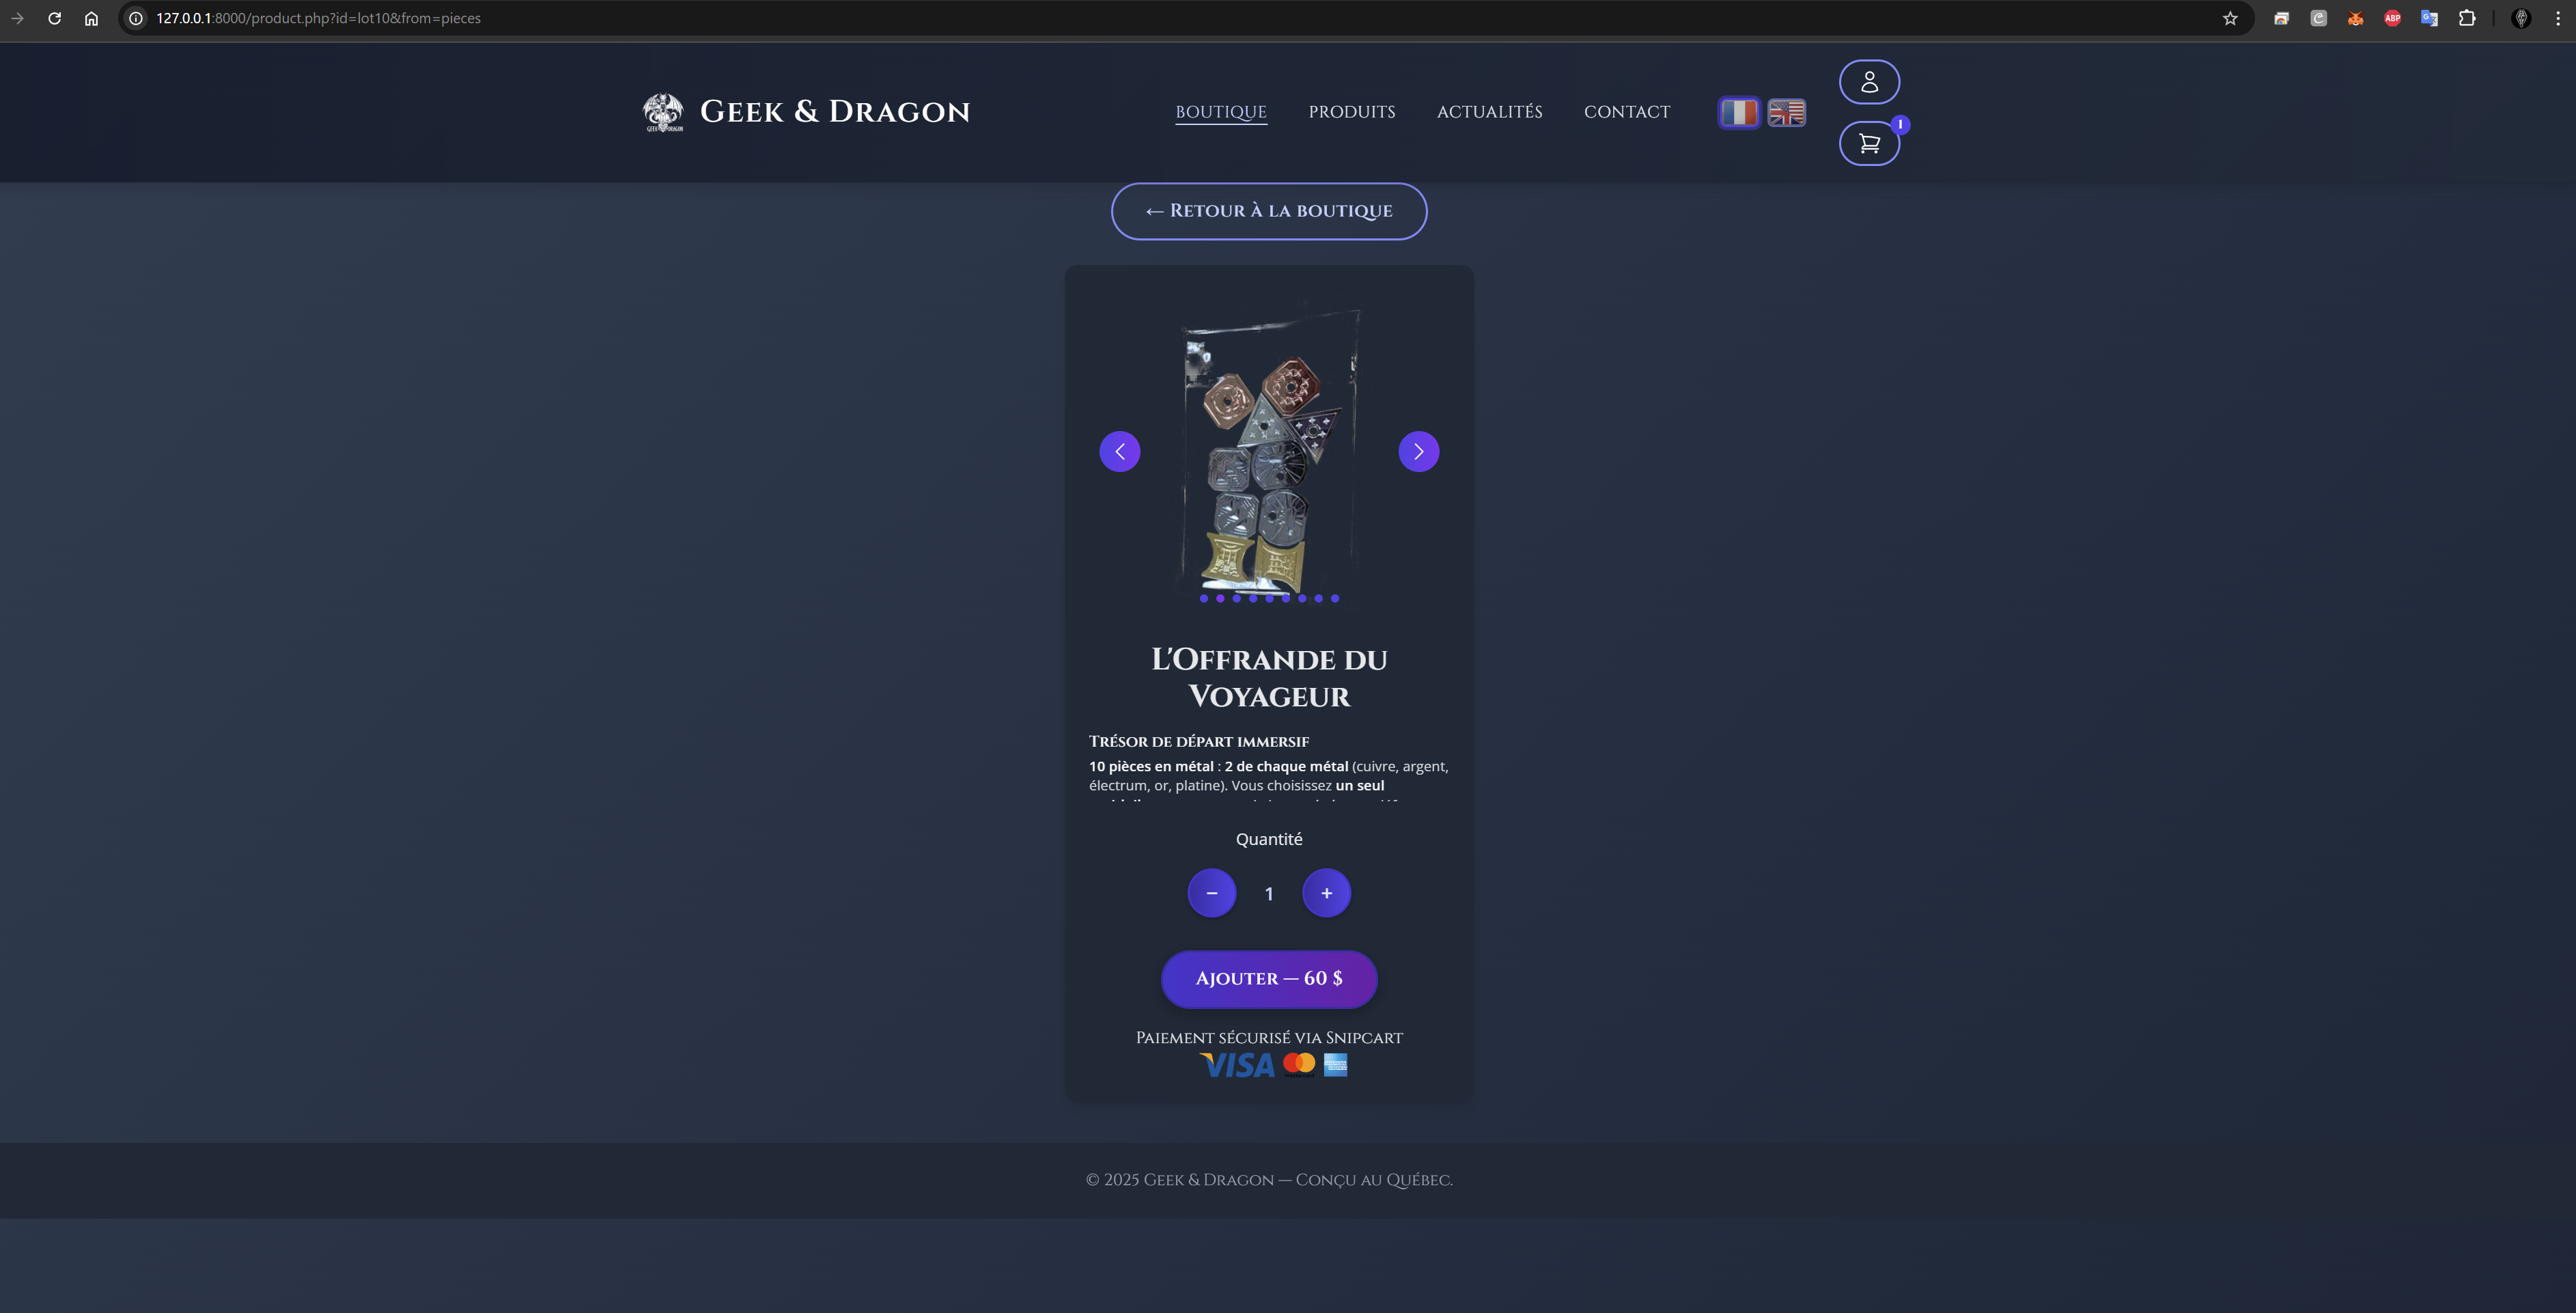 127.0.0.1:8000/product.php?id=lot10&from=pieces
ABP
GEEK & DRAGON
BOUTIQUE
PRODUITS
ACTUALITÉS
CONTACT
1
← RETOUR À LA BOUTIQUE
L'OFFRANDE DU
VOYAGEUR
TRÉSOR DE DÉPART IMMERSIF
10 pièces en métal : 2 de chaque métal (cuivre, argent,
électrum, or, platine). Vous choisissez un seul
Quantité
− 1 +
AJOUTER — 60 $
PAIEMENT SÉCURISÉ VIA SNIPCART
VISA
© 2025 GEEK & DRAGON — CONÇU AU QUÉBEC.